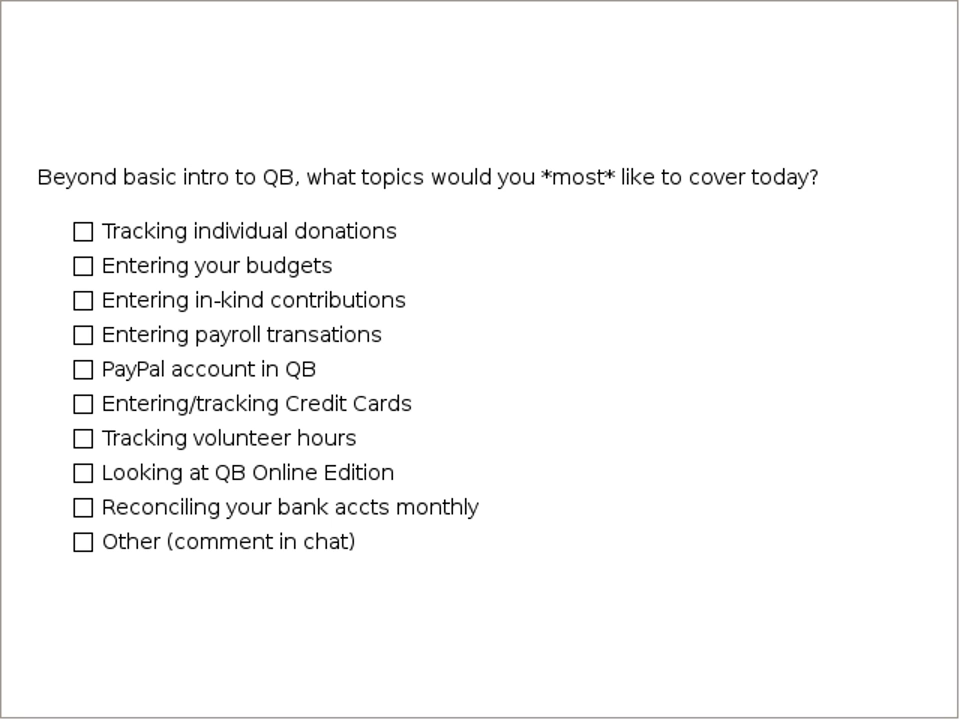 Beyond basic intro to QB, what topics would you *most* like to cover today?
Tracking individual donations
Entering your budgets
Entering in-kind contributions
Entering payroll transations
PayPal account in QB
Entering/tracking Credit Cards
Tracking volunteer hours
Looking at QB Online Edition
Reconciling your bank accts monthly
Other (comment in chat)